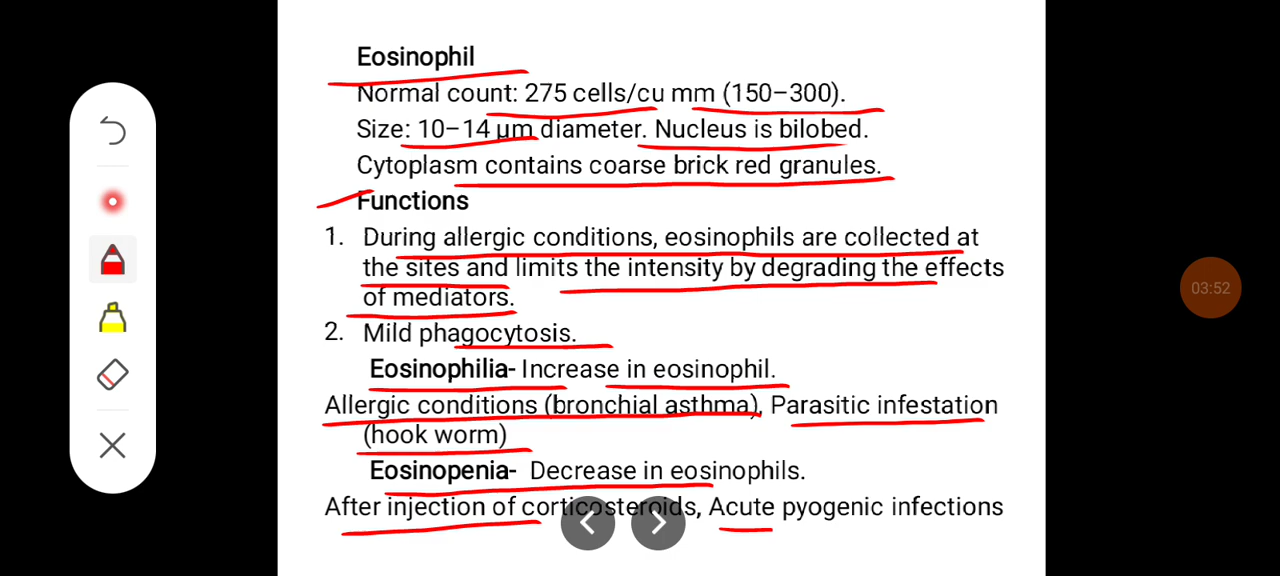 Eosinophil
Normal count: 275 cells/cu mm (150–300).
Size: 10–14 µm diameter. Nucleus is bilobed.
Cytoplasm contains coarse brick red granules.
Functions
1. During allergic conditions, eosinophils are collected at
the sites and limits the intensity by degrading the effects
of mediators.
2. Mild phagocytosis.
Eosinophilia- Increase in eosinophil.
Allergic conditions (bronchial asthma), Parasitic infestation
(hook worm)
Eosinopenia- Decrease in eosinophils.
After injection of corticosteroids, Acute pyogenic infections
03:52